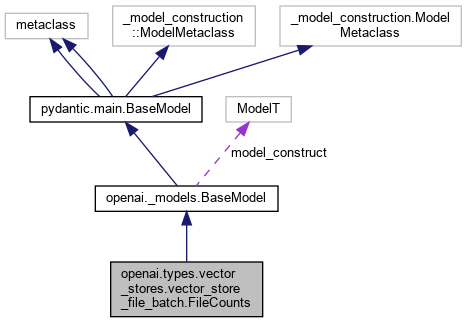 metaclass
_model_construction
::ModelMetaclass
_model_construction.Model
Metaclass
pydantic.main.BaseModel
ModelT
model_construct
openai._models.BaseModel
openai.types.vector
_stores.vector_store
_file_batch.FileCounts